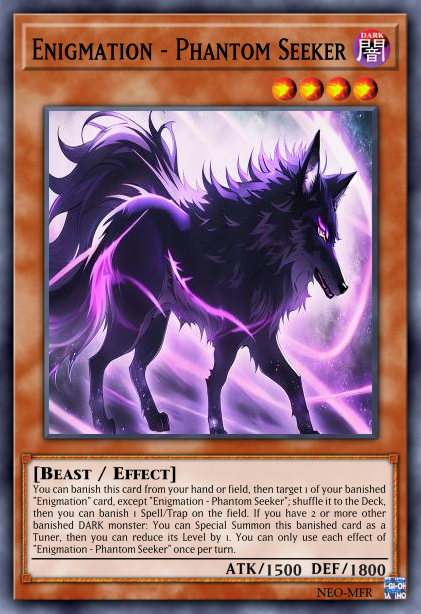 Enigmation - Phantom Seeker
DARK
闇
[Beast / Effect]
You can banish this card from your hand or field, then target 1 of your banished
"Enigmation" card, except "Enigmation - Phantom Seeker"; shuffle it to the Deck,
then you can banish 1 Spell/Trap on the field. If you have 2 or more other
banished DARK monster: You can Special Summon this banished card as a
Tuner, then you can reduce its Level by 1. You can only use each effect of
"Enigmation - Phantom Seeker" once per turn.
ATK/1500 DEF/1800
NEO-MFR